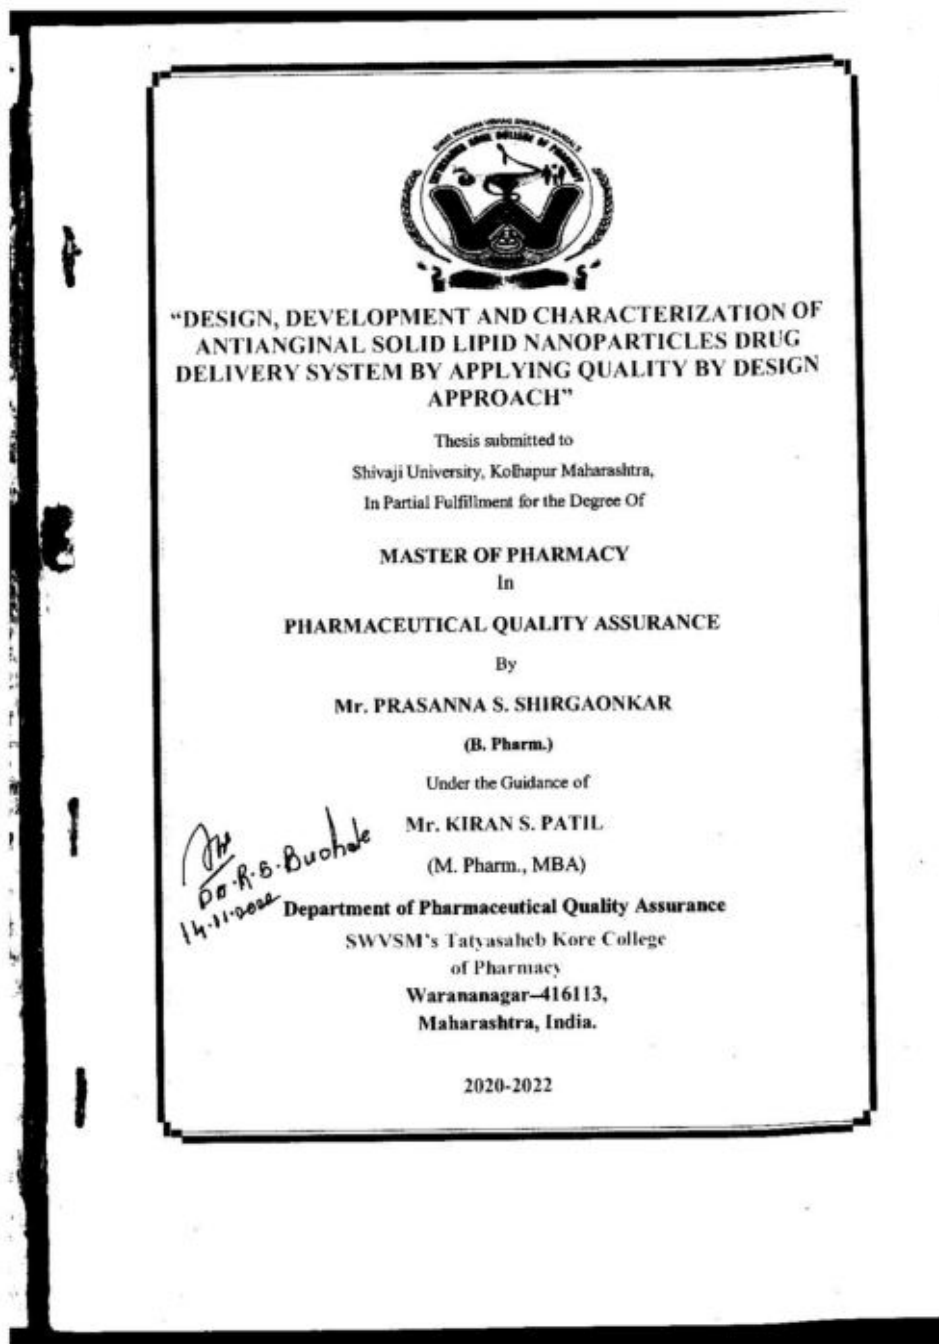 "DESIGN, DEVELOPMENT AND CHARACTERIZATION OF
ANTIANGINAL SOLID LIPID NANOPARTICLES DRUG
DELIVERY SYSTEM BY APPLYING QUALITY BY DESIGN
APPROACH"
Thesis submitted to
Shivaji University, Kolhapur Maharashtra,
In Partial Fulfillment for the Degree Of
MASTER OF PHARMACY
In
PHARMACEUTICAL QUALITY ASSURANCE
By
Mr. PRASANNA S. SHIRGAONKAR
(B. Pharm.)
Under the Guidance of
Mr. KIRAN S. PATIL
(M. Pharm., MBA)
R.S.
14.11.2022
Department of Pharmaceutical Quality Assurance
SWVSM's Tatyasaheb Kore College
of Pharmacy
Warananagar–416113,
Maharashtra, India.
2020-2022